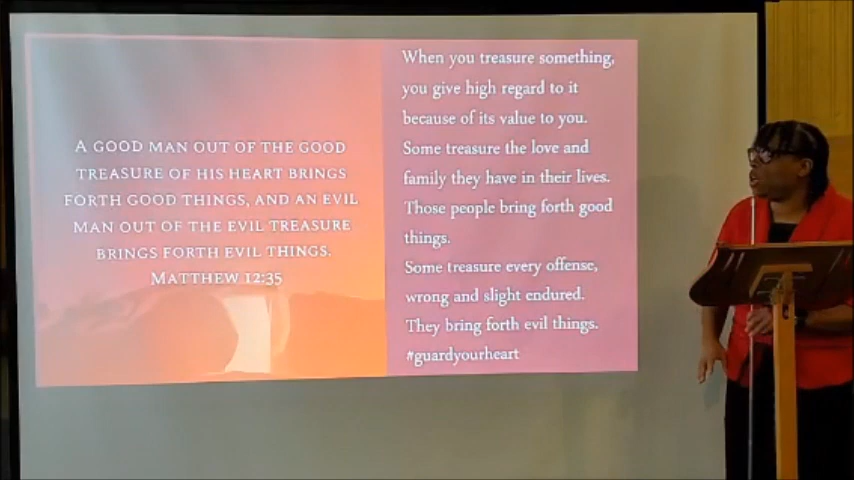 A GOOD MAN OUT OF THE GOOD
TREASURE OF HIS HEART BRINGS
FORTH GOOD THINGS, AND AN EVIL
MAN OUT OF THE EVIL TREASURE
BRINGS FORTH EVIL THINGS.
MATTHEW 12:35
When you treasure something,
you give high regard to it
because of its value to you.
Some treasure the love and
family they have in their lives.
Those people bring forth good
things.
Some treasure every offense,
wrong and slight endured.
They bring forth evil things.
#guardyourheart